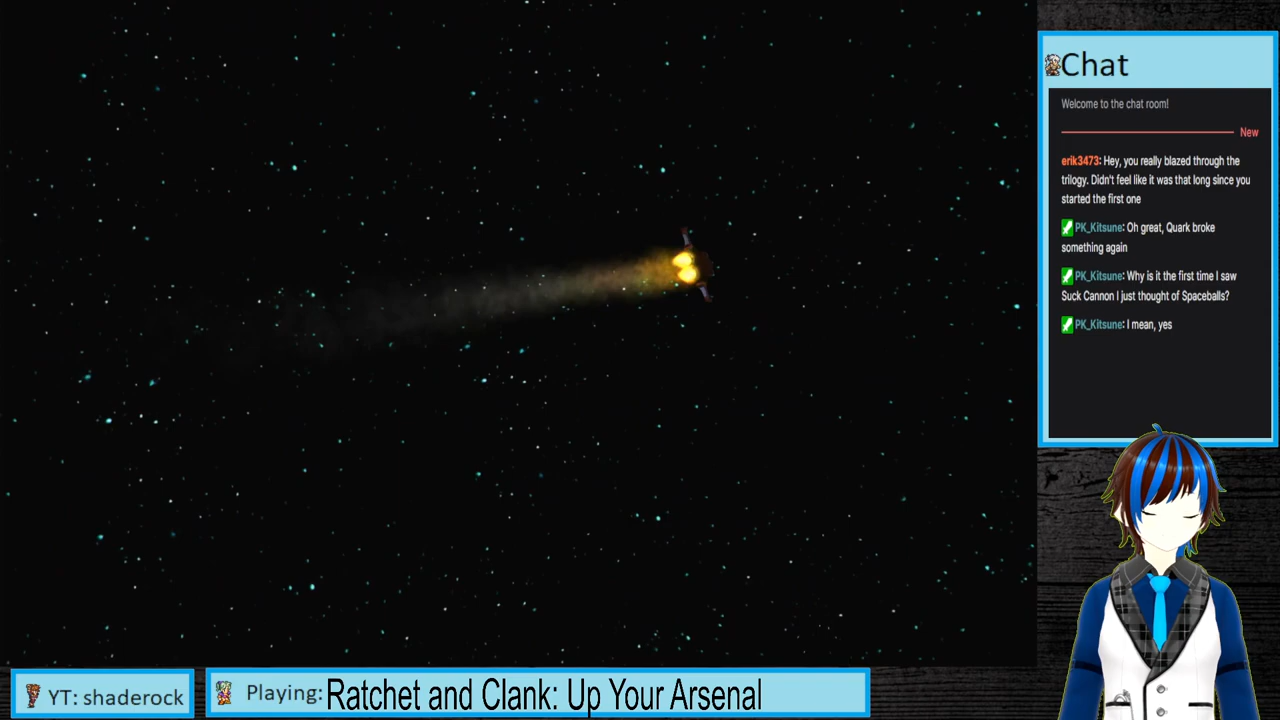 Chat
Welcome to the chat room!
New
erik3473: Hey, you really blazed through the
trilogy. Didn't feel like it was that long since you
started the first one
PK_Kitsune: Oh great, Quark broke
something again
PK_Kitsune: Why is it the first time I saw
Suck Cannon I just thought of Spaceballs?
PK_Kitsune: I mean, yes
YT: shaderod
Playing: Ratchet and Clank: Up Your Arsenal